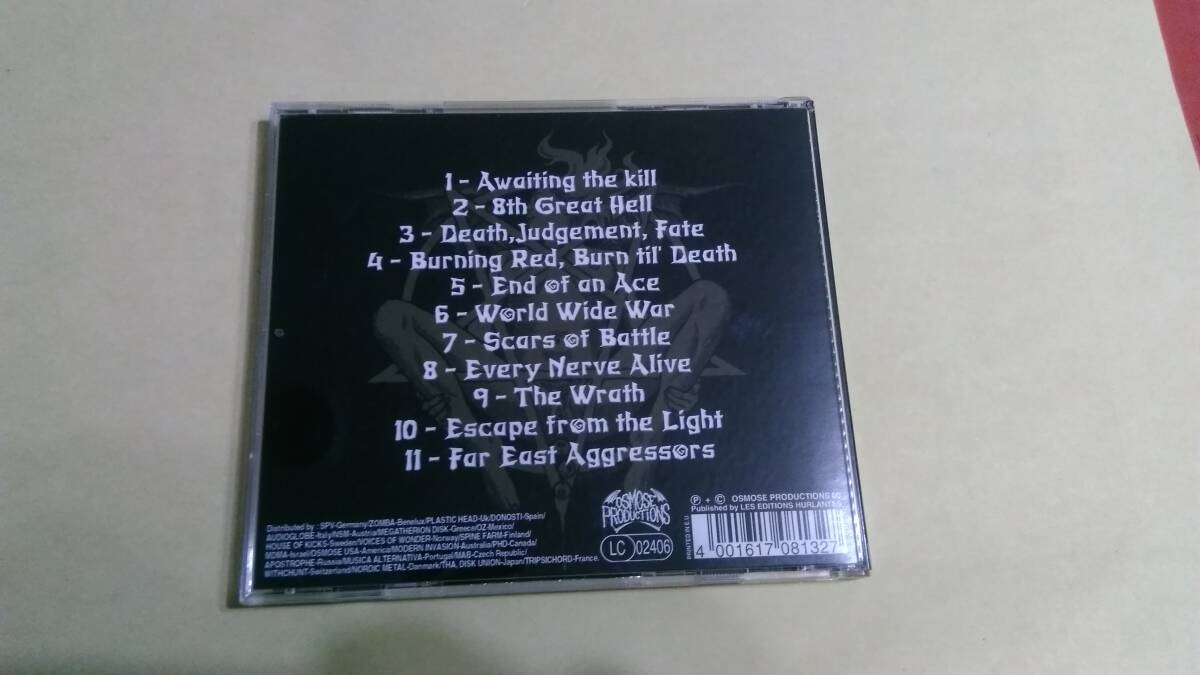 1 - Awaiting the kill
2 - 8th Great Hell
3 - Death,Judgement, Fate
4 - Burning Red, Burn til' Death
5 - End of an Ace
6 - World Wide War
7 - Scars of Battle
8 - Every Nerve Alive
9 - The Wrath
10 - Escape from the Light
11 - Far East Aggressors
OSMOSE
PRODUCTIONS
LC 02406
Ⓟ + © OSMOSE PRODUCTIONS
Published by LES EDITIONS HURLANTES
PRINTED IN E.U.
4 001617 081327
Distributed by : SPV-Germany/ZOMBA-Benelux/PLASTIC HEAD-Uk/DONOSTI-Spain/
AUDIOGLOBE-Italy/NSM-Austria/MEGATHERION DISK-Greece/OZ-Mexico/
HOUSE OF KICKS-Sweden/VOICES OF WONDER-Norway/SPINE FARM-Finland/
MOWIA-Israel/OSMOSE USA-America/MODERN INVASION-Australia/PHD-Canada/
APOSTROPHE-Russia/MUSICA ALTERNATIVA-Portugal/MAB-Czech Republic/
WITCHUNT-Switzerland/NORDIC METAL-Danmark/THA, DISK UNION-Japan/TRIPSICHORD-France.